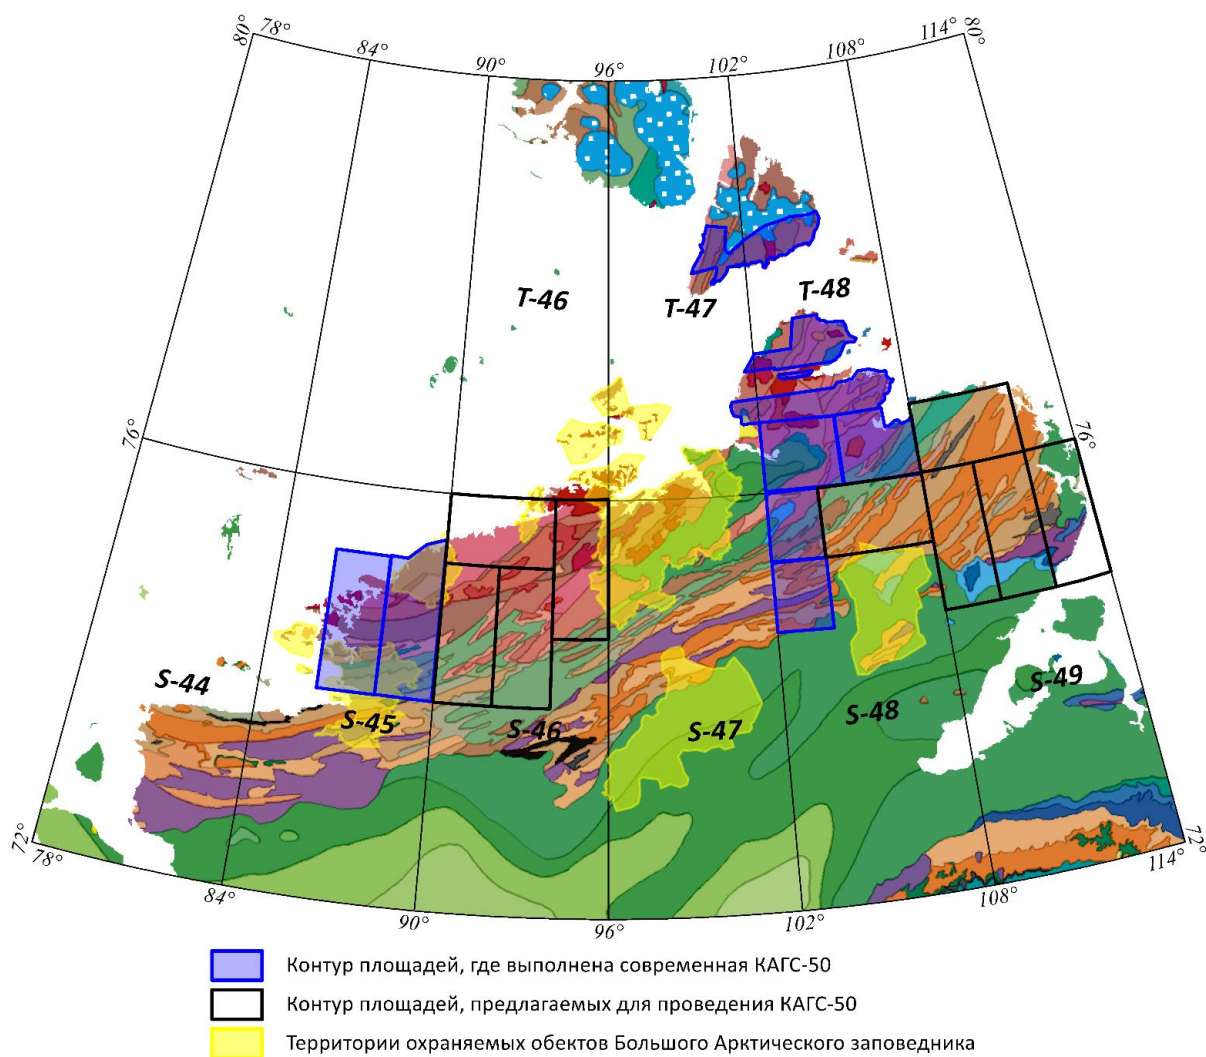 80° 78° 84° 90° 96° 102° 108° 114° 80°
T-46 T-47 T-48
76° 76°
S-44 S-45 S-46 S-47 S-48 S-49
72° 78° 84° 90° 96° 102° 108° 114° 72°
Контур площадей, где выполнена современная КАГС-50
Контур площадей, предлагаемых для проведения КАГС-50
Территории охраняемых обектов Большого Арктического заповедника